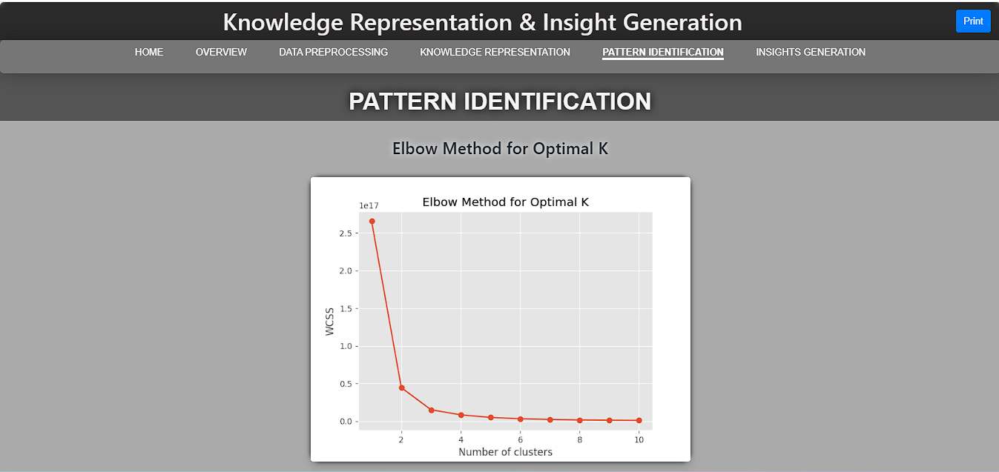 Knowledge Representation & Insight Generation
Print
HOME OVERVIEW DATA PREPROCESSING KNOWLEDGE REPRESENTATION PATTERN IDENTIFICATION INSIGHTS GENERATION
PATTERN IDENTIFICATION
Elbow Method for Optimal K
Elbow Method for Optimal K
1e17
2.5
2.0
1.5
1.0
0.5
0.0
WCSS
2 4 6 8 10
Number of clusters